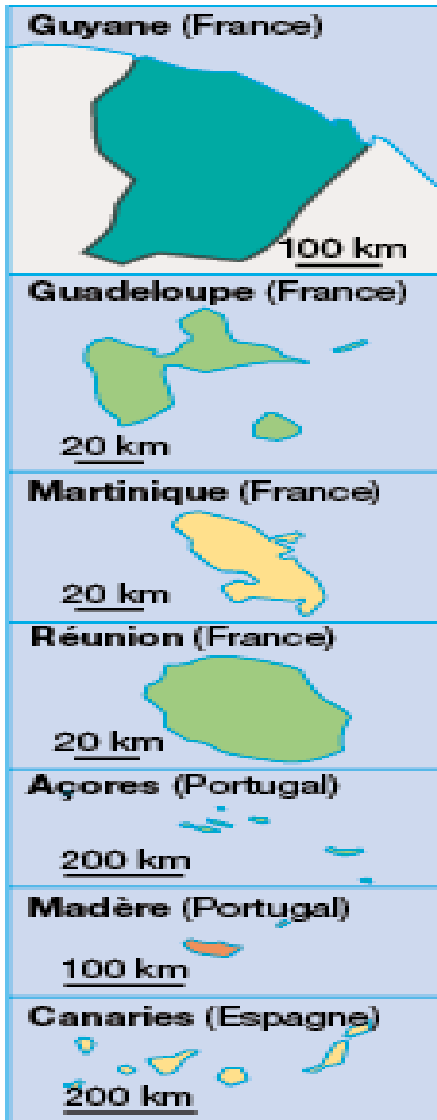 Guyane (France)
100 km
Guadeloupe (France)
20 km
Martinique (France)
20 km
Réunion (France)
20 km
Açores (Portugal)
200 km
Madère (Portugal)
100 km
Canaries (Espagne)
200 km